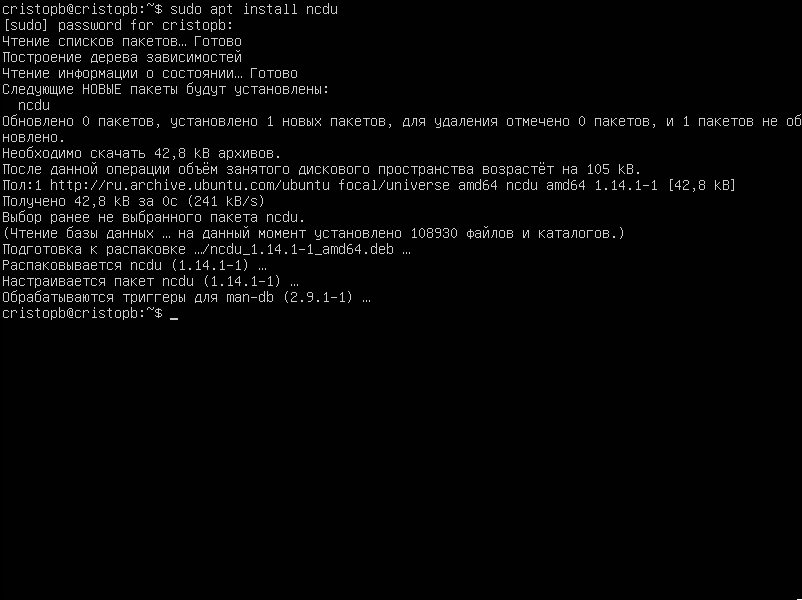 cristopb@cristopb:~$ sudo apt install ncdu
[sudo] password for cristopb:
Чтение списков пакетов… Готово
Построение дерева зависимостей
Чтение информации о состоянии… Готово
Следующие НОВЫЕ пакеты будут установлены:
  ncdu
Обновлено 0 пакетов, установлено 1 новых пакетов, для удаления отмечено 0 пакетов, и 1 пакетов не об
новлено.
Необходимо скачать 42,8 kB архивов.
После данной операции объём занятого дискового пространства возрастёт на 105 kB.
Пол:1 http://ru.archive.ubuntu.com/ubuntu focal/universe amd64 ncdu amd64 1.14.1-1 [42,8 kB]
Получено 42,8 kB за 0с (241 kB/s)
Выбор ранее не выбранного пакета ncdu.
(Чтение базы данных … на данный момент установлено 108930 файлов и каталогов.)
Подготовка к распаковке …/ncdu_1.14.1-1_amd64.deb …
Распаковывается ncdu (1.14.1-1) …
Настраивается пакет ncdu (1.14.1-1) …
Обрабатываются триггеры для man-db (2.9.1-1) …
cristopb@cristopb:~$ _